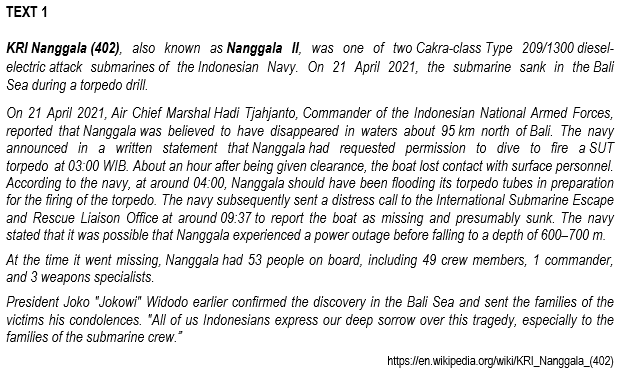 TEXT 1
KRI Nanggala (402), also known as Nanggala II, was one of two Cakra-class Type 209/1300 diesel-
electric attack submarines of the Indonesian Navy. On 21 April 2021, the submarine sank in the Bali
Sea during a torpedo drill.
On 21 April 2021, Air Chief Marshal Hadi Tjahjanto, Commander of the Indonesian National Armed Forces,
reported that Nanggala was believed to have disappeared in waters about 95 km north of Bali. The navy
announced in a written statement that Nanggala had requested permission to dive to fire a SUT
torpedo at 03:00 WIB. About an hour after being given clearance, the boat lost contact with surface personnel.
According to the navy, at around 04:00, Nanggala should have been flooding its torpedo tubes in preparation
for the firing of the torpedo. The navy subsequently sent a distress call to the International Submarine Escape
and Rescue Liaison Office at around 09:37 to report the boat as missing and presumably sunk. The navy
stated that it was possible that Nanggala experienced a power outage before falling to a depth of 600–700 m.
At the time it went missing, Nanggala had 53 people on board, including 49 crew members, 1 commander,
and 3 weapons specialists.
President Joko "Jokowi" Widodo earlier confirmed the discovery in the Bali Sea and sent the families of the
victims his condolences. "All of us Indonesians express our deep sorrow over this tragedy, especially to the
families of the submarine crew."
https://en.wikipedia.org/wiki/KRI_Nanggala_(402)